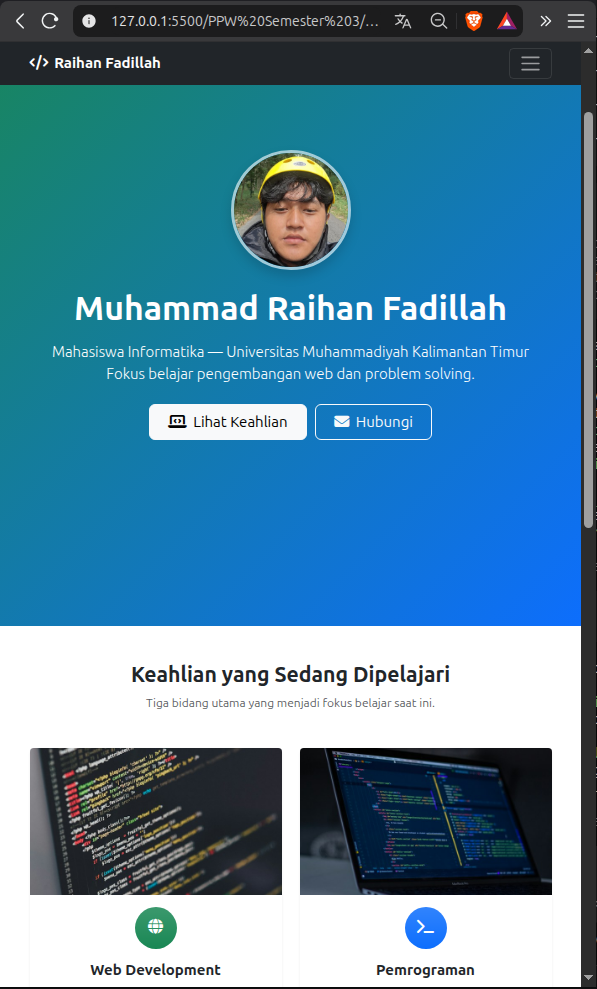 127.0.0.1:5500/PPW%20Semester%203/...
</> Raihan Fadillah
Muhammad Raihan Fadillah
Mahasiswa Informatika — Universitas Muhammadiyah Kalimantan Timur
Fokus belajar pengembangan web dan problem solving.
Lihat Keahlian
Hubungi
Keahlian yang Sedang Dipelajari
Tiga bidang utama yang menjadi fokus belajar saat ini.
Web Development
Pemrograman